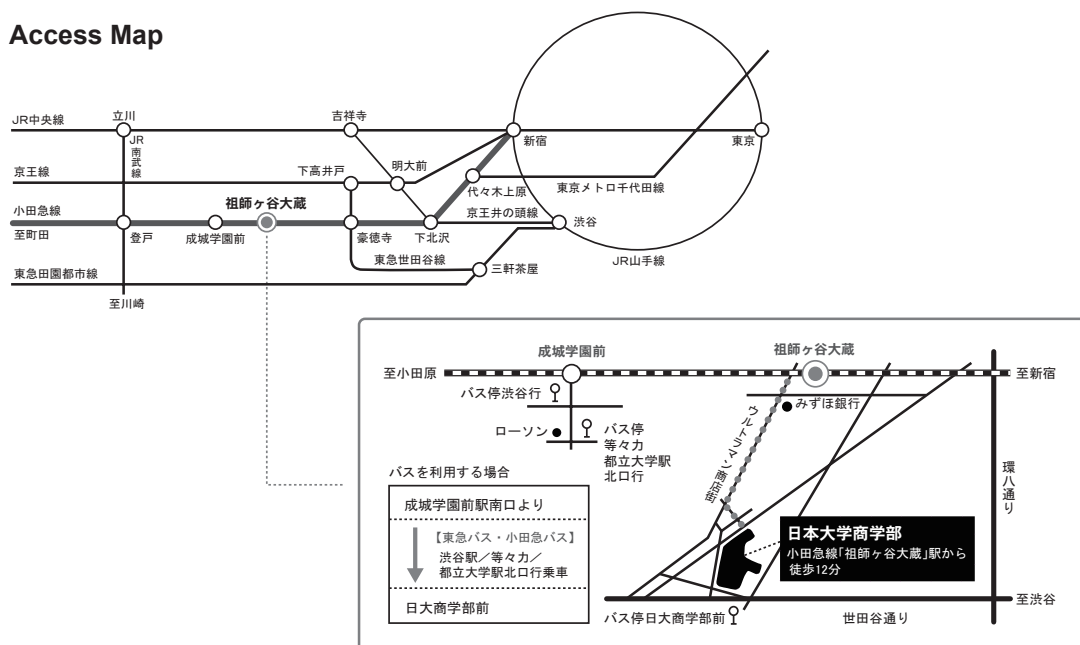 Access Map
JR中央線
立川
吉祥寺
新宿
東京
JR
南武線
京王線
下高井戸
明大前
代々木上原
東京メトロ千代田線
小田急線
至町田
登戸
成城学園前
祖師ヶ谷大蔵
豪徳寺
下北沢
京王井の頭線
渋谷
東急世田谷線
三軒茶屋
JR山手線
東急田園都市線
至川崎
成城学園前
祖師ヶ谷大蔵
至小田原
至新宿
バス停渋谷行
みずほ銀行
ローソン
バス停
等々力
都立大学駅
北口行
ウルトラマン商店街
環八通り
バスを利用する場合
成城学園前駅南口より
【東急バス・小田急バス】
渋谷駅／等々力／
都立大学駅北口行乗車
日大商学部前
日本大学商学部
小田急線「祖師ヶ谷大蔵」駅から
徒歩12分
至渋谷
バス停日大商学部前
世田谷通り